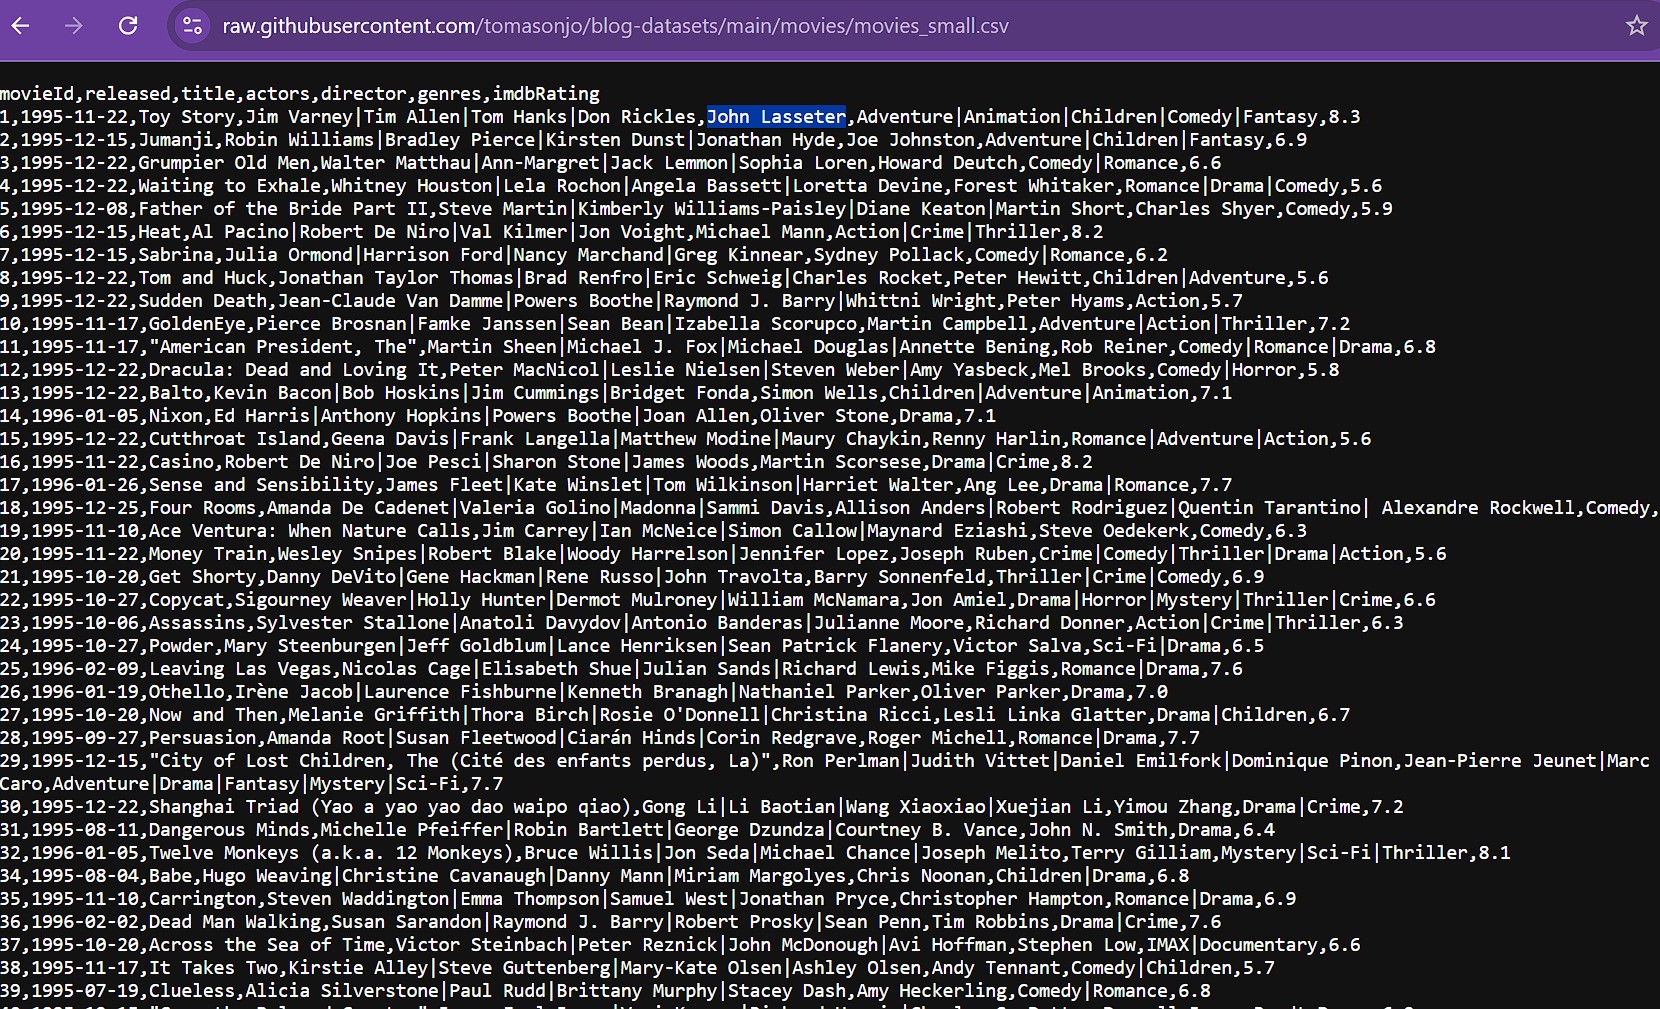 raw.githubusercontent.com/tomasonjo/blog-datasets/main/movies/movies_small.csv
movieId,released,title,actors,director,genres,imdbRating
1,1995-11-22,Toy Story,Jim Varney|Tim Allen|Tom Hanks|Don Rickles,John Lasseter,Adventure|Animation|Children|Comedy|Fantasy,8.3
2,1995-12-15,Jumanji,Robin Williams|Bradley Pierce|Kirsten Dunst|Jonathan Hyde,Joe Johnston,Adventure|Children|Fantasy,6.9
3,1995-12-22,Grumpier Old Men,Walter Matthau|Ann-Margret|Jack Lemmon|Sophia Loren,Howard Deutch,Comedy|Romance,6.6
4,1995-12-22,Waiting to Exhale,Whitney Houston|Lela Rochon|Angela Bassett|Loretta Devine,Forest Whitaker,Romance|Drama|Comedy,5.6
5,1995-12-08,Father of the Bride Part II,Steve Martin|Kimberly Williams-Paisley|Diane Keaton|Martin Short,Charles Shyer,Comedy,5.9
6,1995-12-15,Heat,Al Pacino|Robert De Niro|Val Kilmer|Jon Voight,Michael Mann,Action|Crime|Thriller,8.2
7,1995-12-15,Sabrina,Julia Ormond|Harrison Ford|Nancy Marchand|Greg Kinnear,Sydney Pollack,Comedy|Romance,6.2
8,1995-12-22,Tom and Huck,Jonathan Taylor Thomas|Brad Renfro|Eric Schweig|Charles Rocket,Peter Hewitt,Children|Adventure,5.6
9,1995-12-22,Sudden Death,Jean-Claude Van Damme|Powers Boothe|Raymond J. Barry|Whittni Wright,Peter Hyams,Action,5.7
10,1995-11-17,GoldenEye,Pierce Brosnan|Famke Janssen|Sean Bean|Izabella Scorupco,Martin Campbell,Adventure|Action|Thriller,7.2
11,1995-11-17,"American President, The",Martin Sheen|Michael J. Fox|Michael Douglas|Annette Bening,Rob Reiner,Comedy|Romance|Drama,6.8
12,1995-12-22,Dracula: Dead and Loving It,Peter MacNicol|Leslie Nielsen|Steven Weber|Amy Yasbeck,Mel Brooks,Comedy|Horror,5.8
13,1995-12-22,Balto,Kevin Bacon|Bob Hoskins|Jim Cummings|Bridget Fonda,Simon Wells,Children|Adventure|Animation,7.1
14,1996-01-05,Nixon,Ed Harris|Anthony Hopkins|Powers Boothe|Joan Allen,Oliver Stone,Drama,7.1
15,1995-12-22,Cutthroat Island,Geena Davis|Frank Langella|Matthew Modine|Maury Chaykin,Renny Harlin,Romance|Adventure|Action,5.6
16,1995-11-22,Casino,Robert De Niro|Joe Pesci|Sharon Stone|James Woods,Martin Scorsese,Drama|Crime,8.2
17,1996-01-26,Sense and Sensibility,James Fleet|Kate Winslet|Tom Wilkinson|Harriet Walter,Ang Lee,Drama|Romance,7.7
18,1995-12-25,Four Rooms,Amanda De Cadenet|Valeria Golino|Madonna|Sammi Davis,Allison Anders|Robert Rodriguez|Quentin Tarantino| Alexandre Rockwell,Comedy,
19,1995-11-10,Ace Ventura: When Nature Calls,Jim Carrey|Ian McNeice|Simon Callow|Maynard Eziashi,Steve Oedekerk,Comedy,6.3
20,1995-11-22,Money Train,Wesley Snipes|Robert Blake|Woody Harrelson|Jennifer Lopez,Joseph Ruben,Crime|Comedy|Thriller|Drama|Action,5.6
21,1995-10-20,Get Shorty,Danny DeVito|Gene Hackman|Rene Russo|John Travolta,Barry Sonnenfeld,Thriller|Crime|Comedy,6.9
22,1995-10-27,Copycat,Sigourney Weaver|Holly Hunter|Dermot Mulroney|William McNamara,Jon Amiel,Drama|Horror|Mystery|Thriller|Crime,6.6
23,1995-10-06,Assassins,Sylvester Stallone|Anatoli Davydov|Antonio Banderas|Julianne Moore,Richard Donner,Action|Crime|Thriller,6.3
24,1995-10-27,Powder,Mary Steenburgen|Jeff Goldblum|Lance Henriksen|Sean Patrick Flanery,Victor Salva,Sci-Fi|Drama,6.5
25,1996-02-09,Leaving Las Vegas,Nicolas Cage|Elisabeth Shue|Julian Sands|Richard Lewis,Mike Figgis,Romance|Drama,7.6
26,1996-01-19,Othello,Irène Jacob|Laurence Fishburne|Kenneth Branagh|Nathaniel Parker,Oliver Parker,Drama,7.0
27,1995-10-20,Now and Then,Melanie Griffith|Thora Birch|Rosie O'Donnell|Christina Ricci,Lesli Linka Glatter,Drama|Children,6.7
28,1995-09-27,Persuasion,Amanda Root|Susan Fleetwood|Ciarán Hinds|Corin Redgrave,Roger Michell,Romance|Drama,7.7
29,1995-12-15,"City of Lost Children, The (Cité des enfants perdus, La)",Ron Perlman|Judith Vittet|Daniel Emilfork|Dominique Pinon,Jean-Pierre Jeunet|Marc
Caro,Adventure|Drama|Fantasy|Mystery|Sci-Fi,7.7
30,1995-12-22,Shanghai Triad (Yao a yao yao dao waipo qiao),Gong Li|Li Baotian|Wang Xiaoxiao|Xuejian Li,Yimou Zhang,Drama|Crime,7.2
31,1995-08-11,Dangerous Minds,Michelle Pfeiffer|Robin Bartlett|George Dzundza|Courtney B. Vance,John N. Smith,Drama,6.4
32,1996-01-05,Twelve Monkeys (a.k.a. 12 Monkeys),Bruce Willis|Jon Seda|Michael Chance|Joseph Melito,Terry Gilliam,Mystery|Sci-Fi|Thriller,8.1
34,1995-08-04,Babe,Hugo Weaving|Christine Cavanaugh|Danny Mann|Miriam Margolyes,Chris Noonan,Children|Drama,6.8
35,1995-11-10,Carrington,Steven Waddington|Emma Thompson|Samuel West|Jonathan Pryce,Christopher Hampton,Romance|Drama,6.9
36,1996-02-02,Dead Man Walking,Susan Sarandon|Raymond J. Barry|Robert Prosky|Sean Penn,Tim Robbins,Drama|Crime,7.6
37,1995-10-20,Across the Sea of Time,Victor Steinbach|Peter Reznick|John McDonough|Avi Hoffman,Stephen Low,IMAX|Documentary,6.6
38,1995-11-17,It Takes Two,Kirstie Alley|Steve Guttenberg|Mary-Kate Olsen|Ashley Olsen,Andy Tennant,Comedy|Children,5.7
39,1995-07-19,Clueless,Alicia Silverstone|Paul Rudd|Brittany Murphy|Stacey Dash,Amy Heckerling,Comedy|Romance,6.8